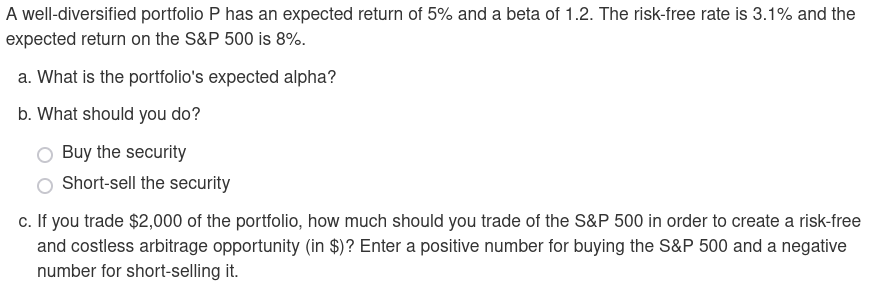 A well-diversified portfolio P has an expected return of 5% and a beta of 1.2. The risk-free rate is 3.1% and the
expected return on the S&P 500 is 8%.
a. What is the portfolio's expected alpha?
b. What should you do?
Buy the security
Short-sell the security
c. If you trade $2,000 of the portfolio, how much should you trade of the S&P 500 in order to create a risk-free
and costless arbitrage opportunity (in $)? Enter a positive number for buying the S&P 500 and a negative
number for short-selling it.